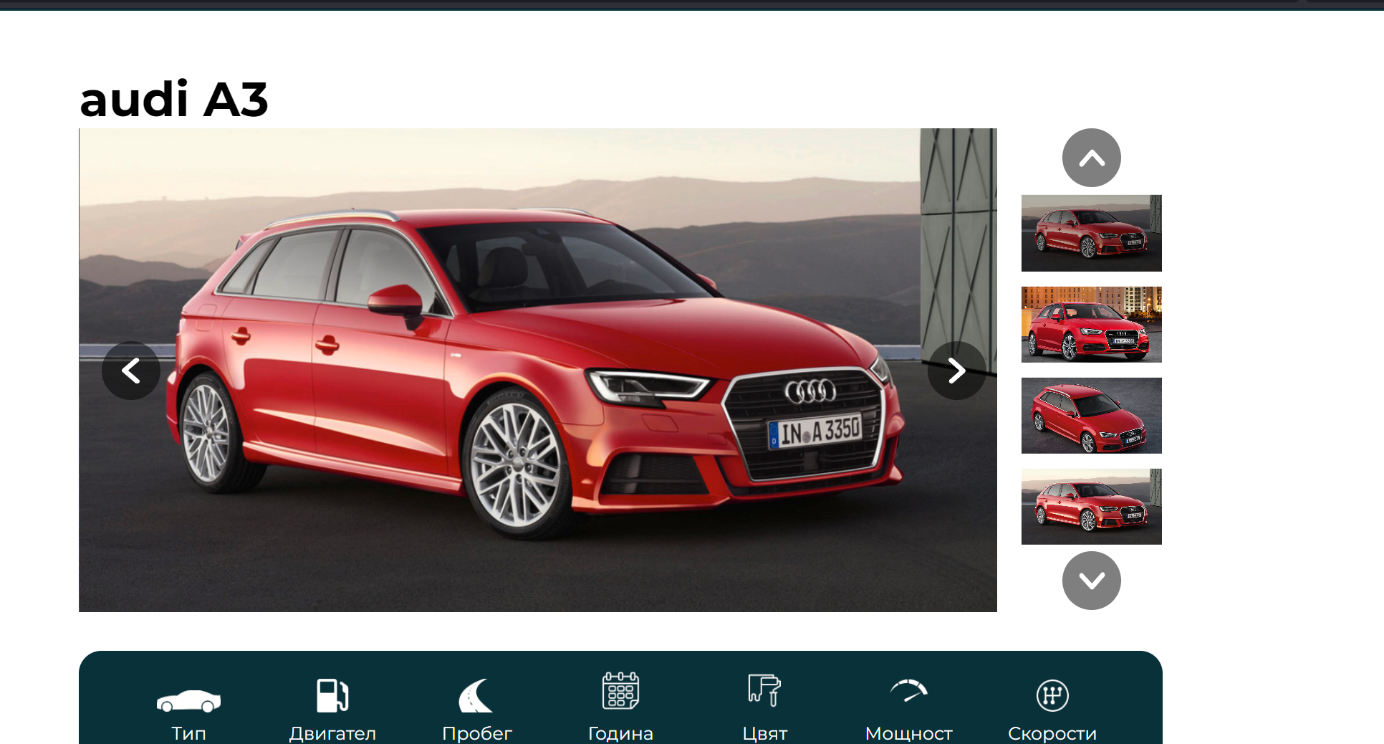 audi A3
IN A 3350
Тип
Двигател
Пробег
Година
Цвят
Мощност
Скорости